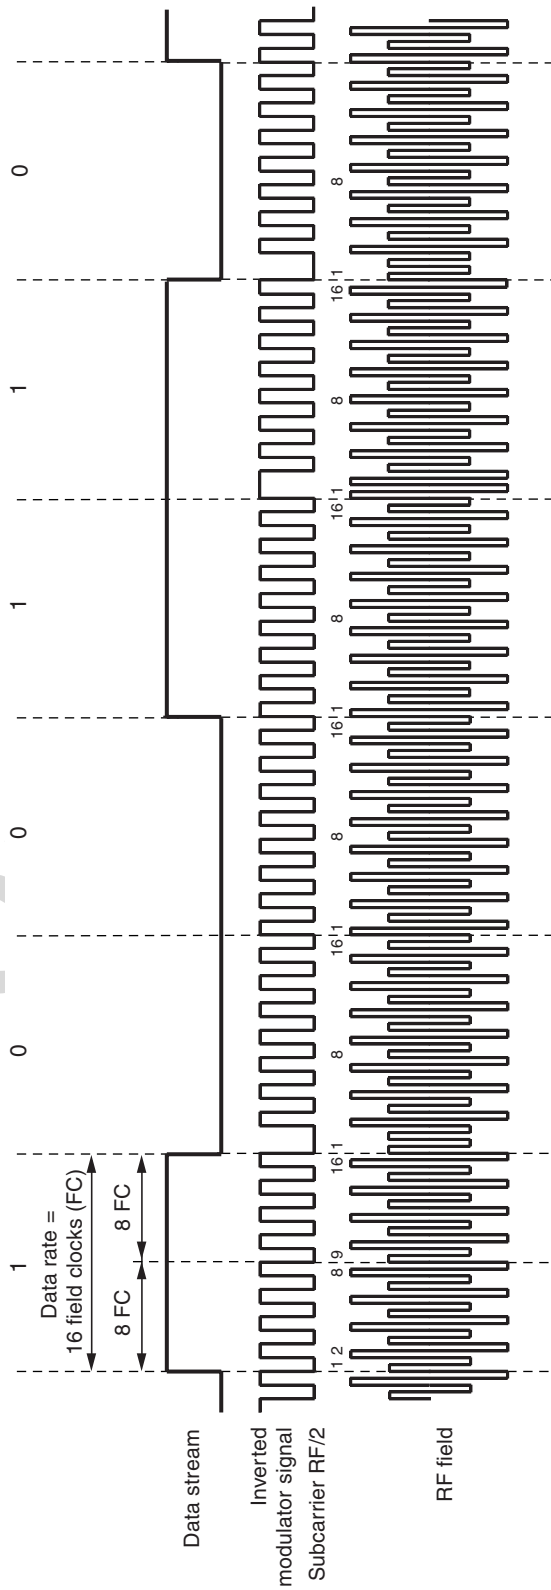 1
0
0
1
1
0
Data rate =
16 field clocks (FC)
8 FC
8 FC
Data stream
Inverted
modulator signal
Subcarrier RF/2
1 2
8 9
16 1
8
16 1
8
16 1
8
16 1
8
16 1
8
RF field